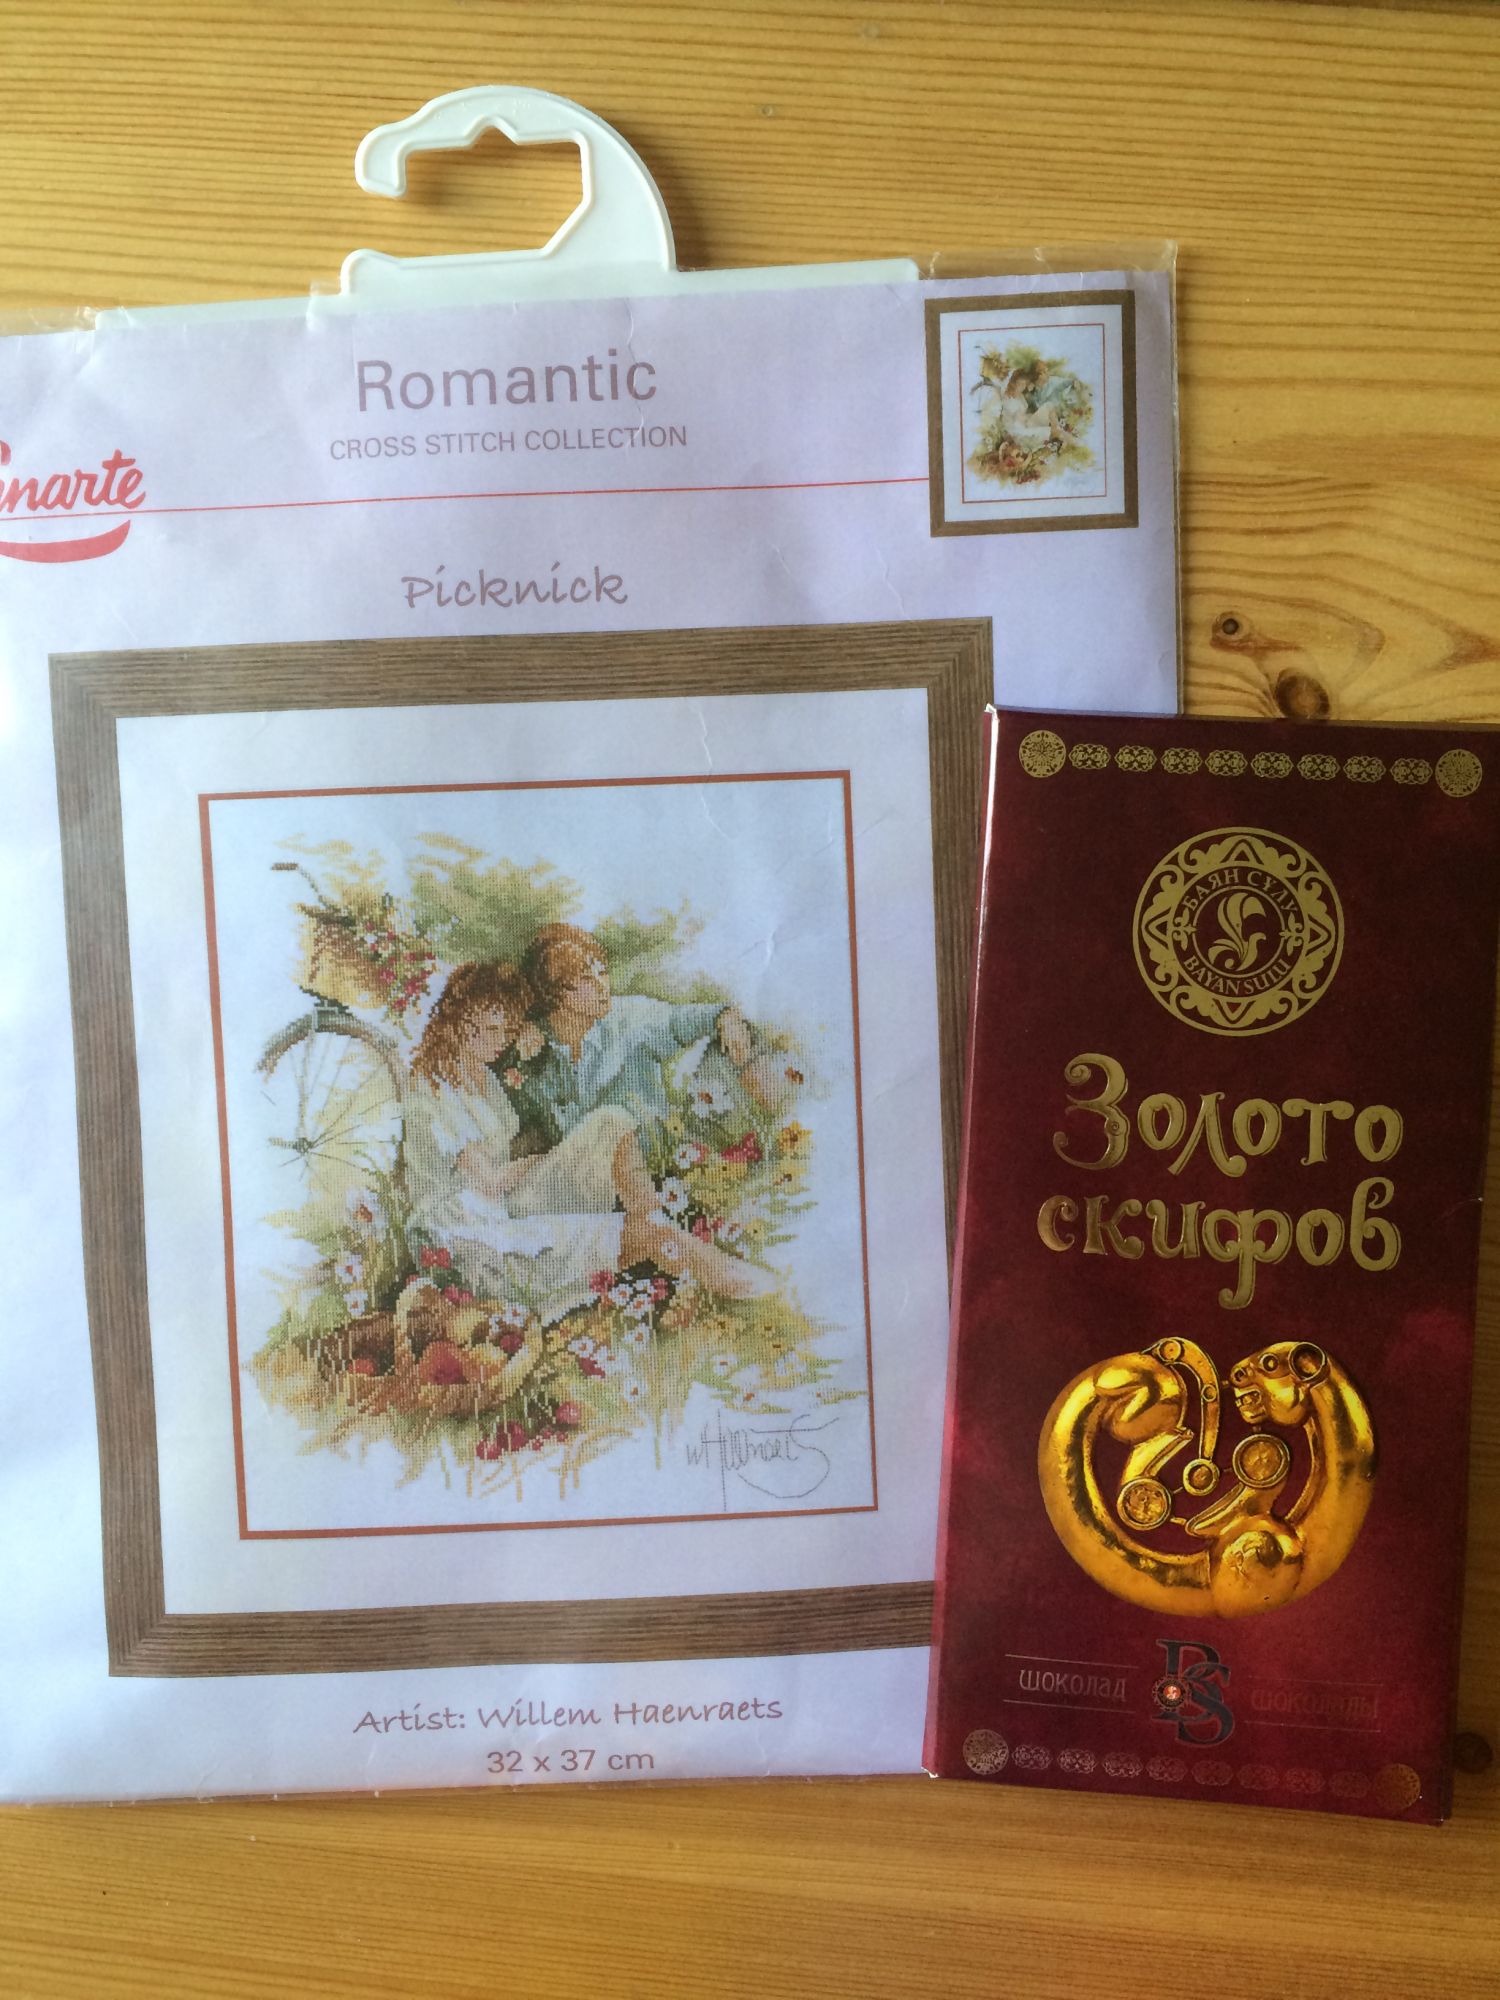 Romantic
CROSS STITCH COLLECTION
Picknick
Artist: Willem Haenraets
32 x 37 cm
БАЯН СҰЛУ
BAYAN SULU
Золото
скифов
шоколад
BS
шоколады